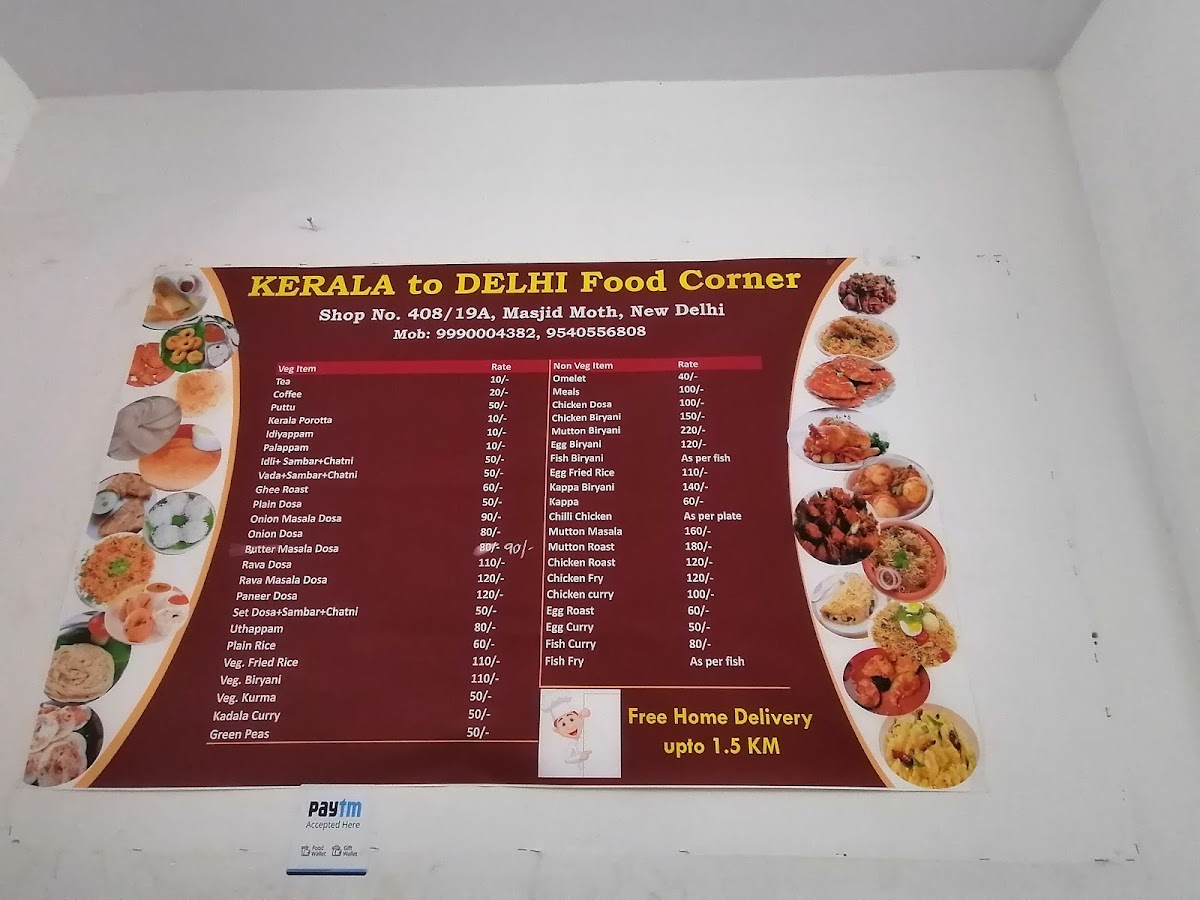 KERALA to DELHI Food Corner
Shop No. 408/19A, Masjid Moth, New Delhi
Mob: 9990004382, 9540556808
Veg Item Rate
Tea 10/-
Coffee 20/-
Puttu 50/-
Kerala Porotta 10/-
Idiyappam 10/-
Palappam 10/-
Idli+ Sambar+Chatni 50/-
Vada+Sambar+Chatni 50/-
Ghee Roast 60/-
Plain Dosa 50/-
Onion Masala Dosa 90/-
Onion Dosa 80/-
Butter Masala Dosa 80/- 90/-
Rava Dosa 110/-
Rava Masala Dosa 120/-
Paneer Dosa 120/-
Set Dosa+Sambar+Chatni 50/-
Uthappam 80/-
Plain Rice 60/-
Veg. Fried Rice 110/-
Veg. Biryani 110/-
Veg. Kurma 50/-
Kadala Curry 50/-
Green Peas 50/-
Non Veg Item Rate
Omelet 40/-
Meals 100/-
Chicken Dosa 100/-
Chicken Biryani 150/-
Mutton Biryani 220/-
Egg Biryani 120/-
Fish Biryani As per fish
Egg Fried Rice 110/-
Kappa Biryani 140/-
Kappa 60/-
Chilli Chicken As per plate
Mutton Masala 160/-
Mutton Roast 180/-
Chicken Roast 120/-
Chicken Fry 120/-
Chicken curry 100/-
Egg Roast 60/-
Egg Curry 50/-
Fish Curry 80/-
Fish Fry As per fish
Free Home Delivery
upto 1.5 KM
paytm
Accepted Here
Food Wallet
Gift Wallet